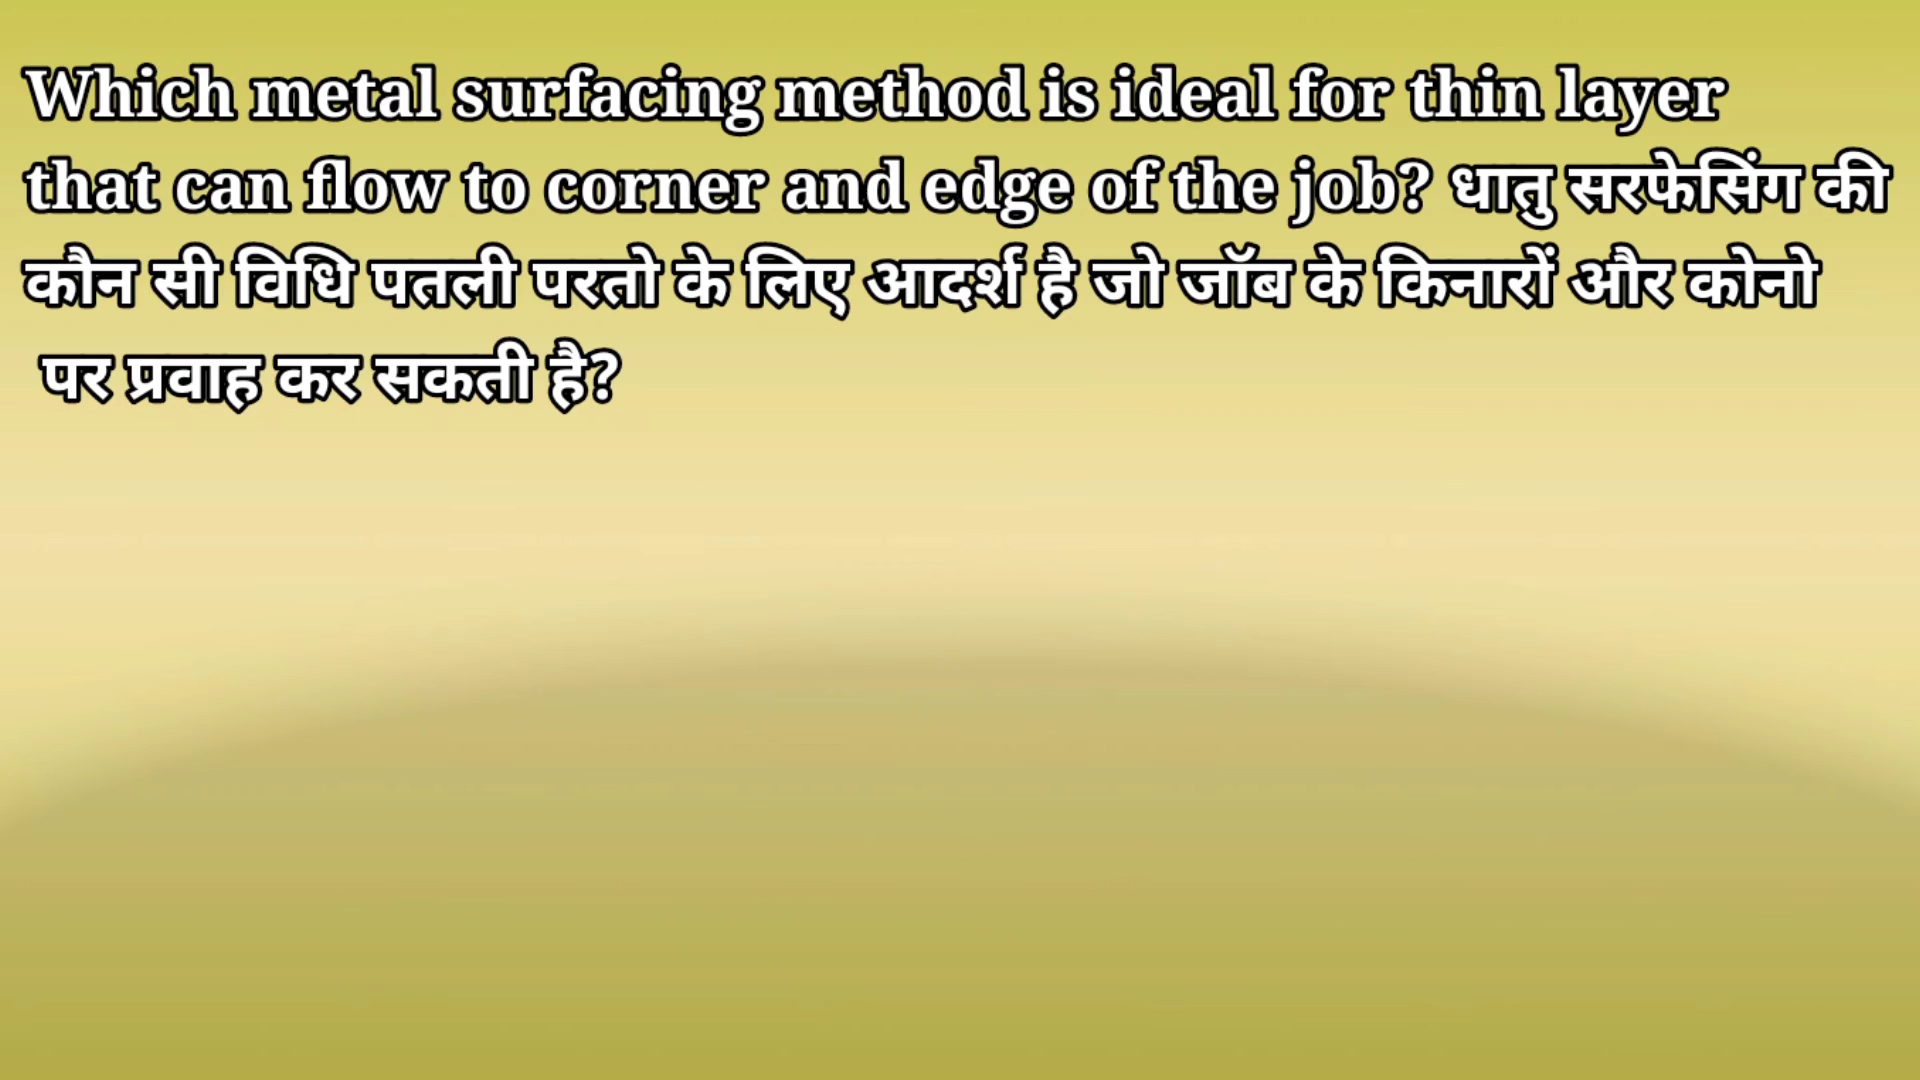 Which metal surfacing method is ideal for thin layer
that can flow to corner and edge of the job? धातु सरफेसिंग की
कौन सी विधि पतली परतो के लिए आदर्श है जो जॉब के किनारों और कोनो
पर प्रवाह कर सकती है?